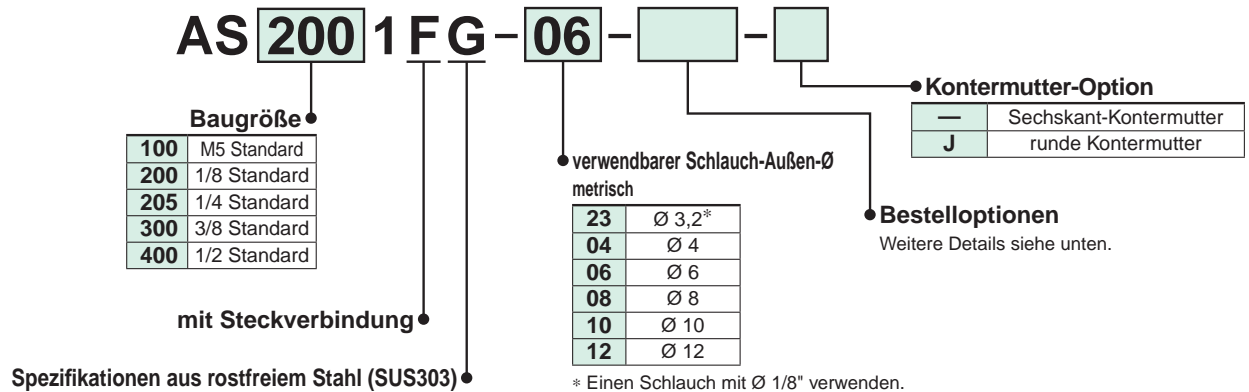 AS 200 1 F G – 06 – –
Baugröße
100 M5 Standard
200 1/8 Standard
205 1/4 Standard
300 3/8 Standard
400 1/2 Standard
mit Steckverbindung
Spezifikationen aus rostfreiem Stahl (SUS303)
verwendbarer Schlauch-Außen-Ø
metrisch
23 Ø 3,2*
04 Ø 4
06 Ø 6
08 Ø 8
10 Ø 10
12 Ø 12
* Einen Schlauch mit Ø 1/8" verwenden.
Kontermutter-Option
— Sechskant-Kontermutter
J runde Kontermutter
Bestelloptionen
Weitere Details siehe unten.